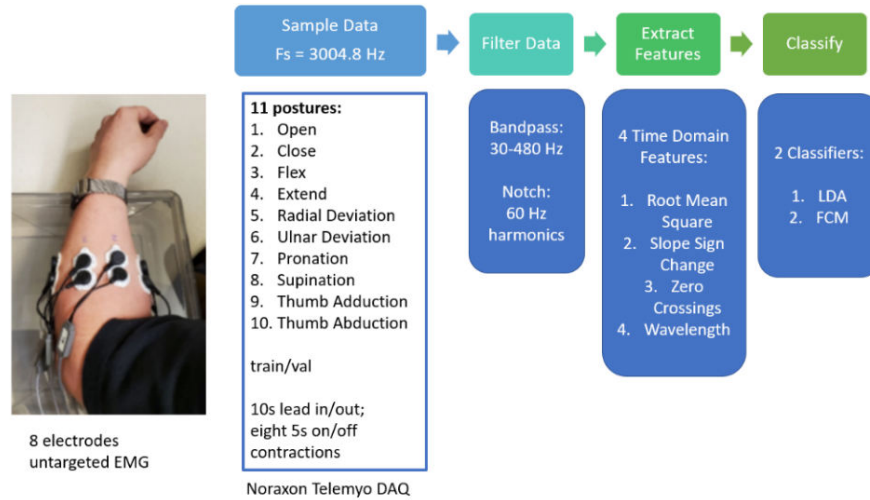 Sample Data
Fs = 3004.8 Hz
Filter Data
Extract
Features
Classify
11 postures:
1. Open
2. Close
3. Flex
4. Extend
5. Radial Deviation
6. Ulnar Deviation
7. Pronation
8. Supination
9. Thumb Adduction
10. Thumb Abduction
train/val
10s lead in/out;
eight 5s on/off
contractions
Bandpass:
30-480 Hz
Notch:
60 Hz
harmonics
4 Time Domain
Features:
1. Root Mean
Square
2. Slope Sign
Change
3. Zero
Crossings
4. Wavelength
2 Classifiers:
1. LDA
2. FCM
8 electrodes
untargeted EMG
Noraxon Telemyo DAQ